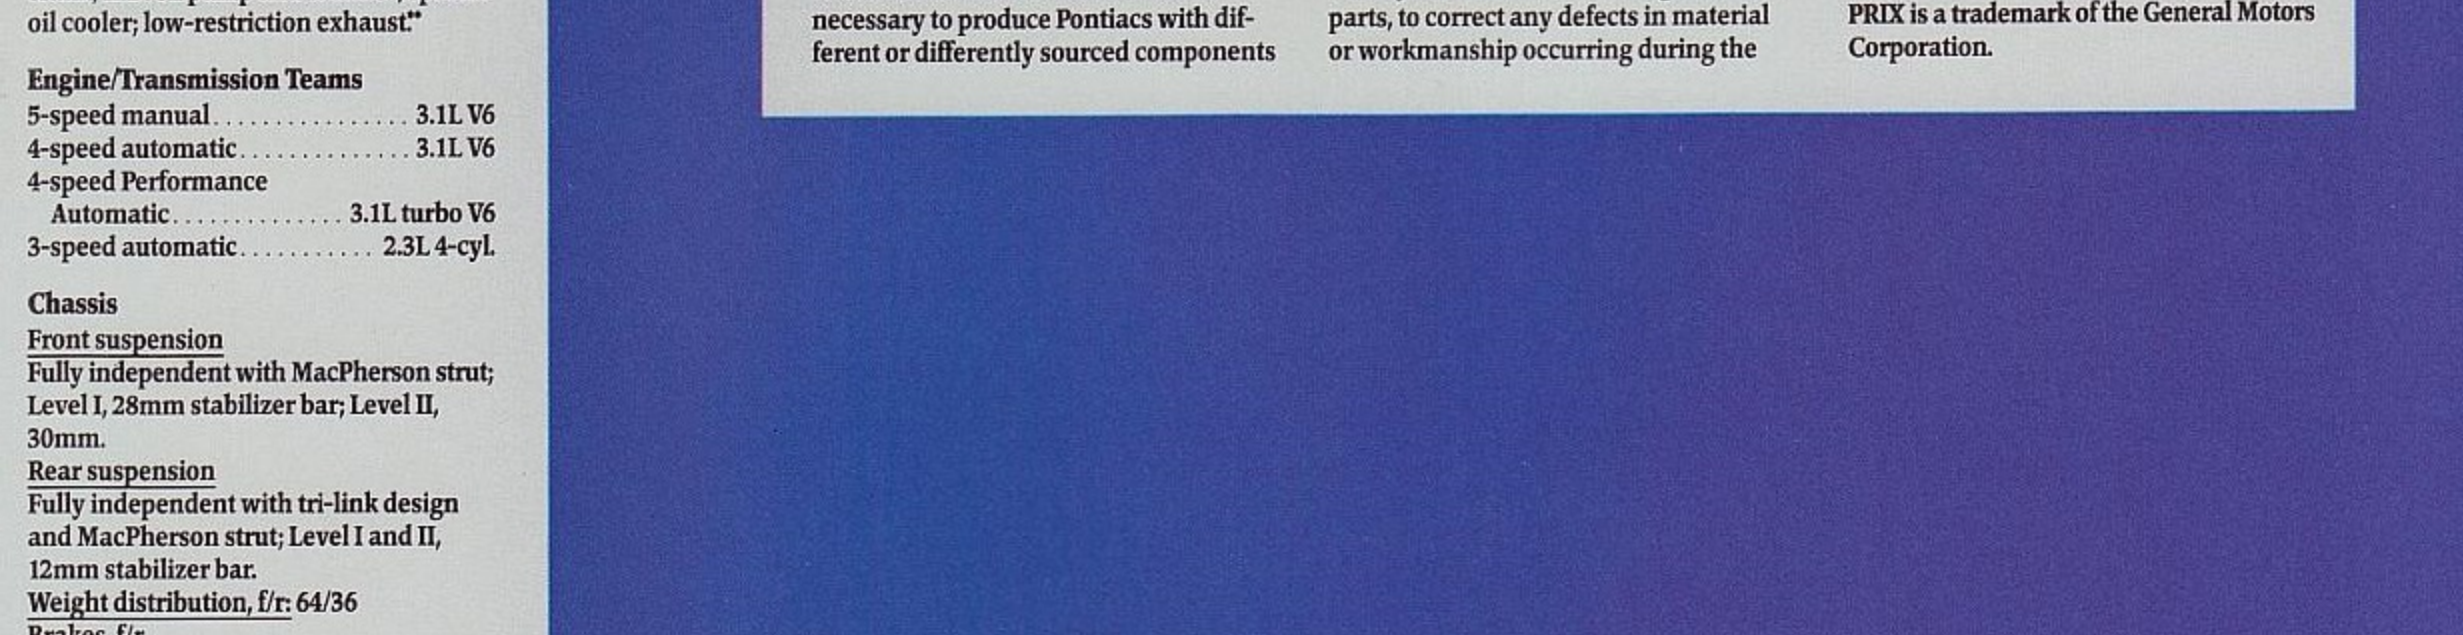 oil cooler; low-restriction exhaust.**
Engine/Transmission Teams
5-speed manual................ 3.1L V6
4-speed automatic.............. 3.1L V6
4-speed Performance
Automatic.............. 3.1L turbo V6
3-speed automatic........... 2.3L 4-cyl.
Chassis
Front suspension
Fully independent with MacPherson strut;
Level I, 28mm stabilizer bar; Level II,
30mm.
Rear suspension
Fully independent with tri-link design
and MacPherson strut; Level I and II,
12mm stabilizer bar.
Weight distribution, f/r: 64/36
Brakes, f/r
necessary to produce Pontiacs with dif-
ferent or differently sourced components
parts, to correct any defects in material
or workmanship occurring during the
PRIX is a trademark of the General Motors
Corporation.